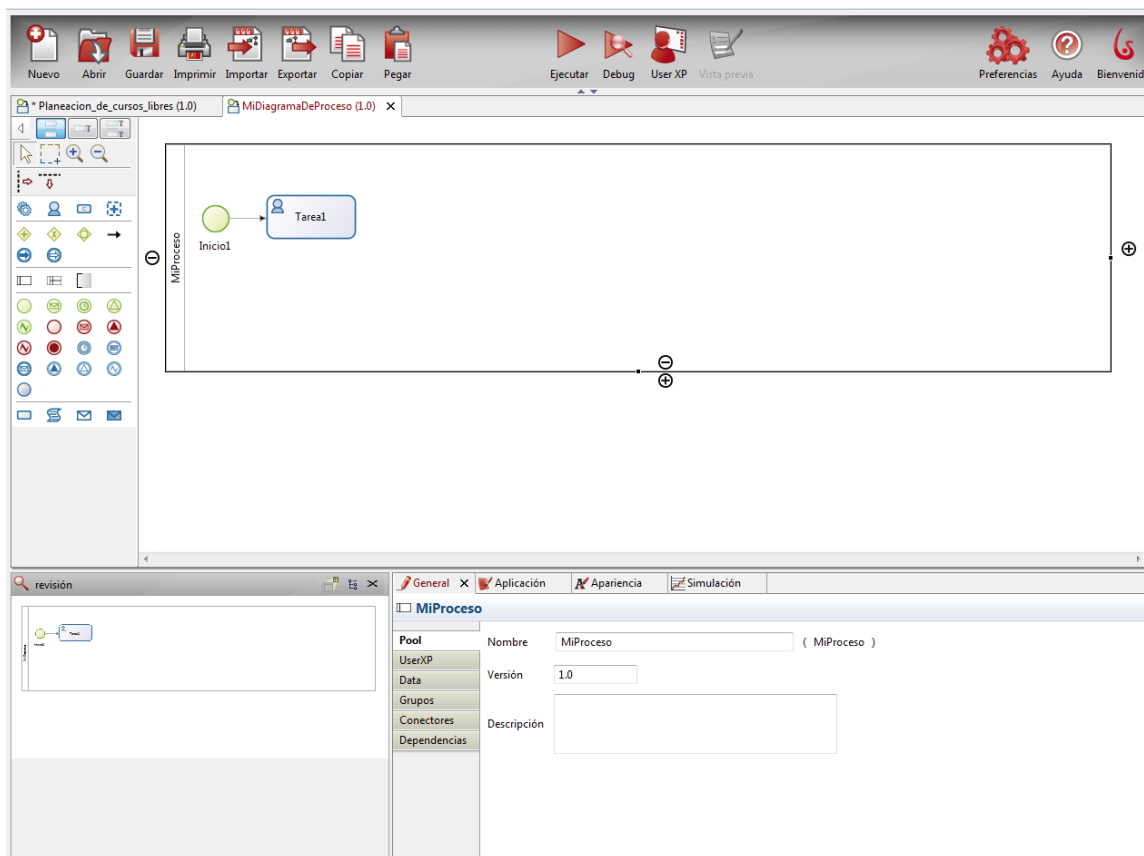 Nuevo Abrir Guardar Imprimir Importar Exportar Copiar Pegar Ejecutar Debug User XP Vista previa Preferencias Ayuda Bienvenid
* Planeacion_de_cursos_libres (1.0) MiDiagramaDeProceso (1.0)
MiProceso
Tarea1
Inicio1
revisión
General Aplicación Apariencia Simulación
MiProceso
Pool
UserXP
Data
Grupos
Conectores
Dependencias
Nombre MiProceso ( MiProceso )
Versión 1.0
Descripción